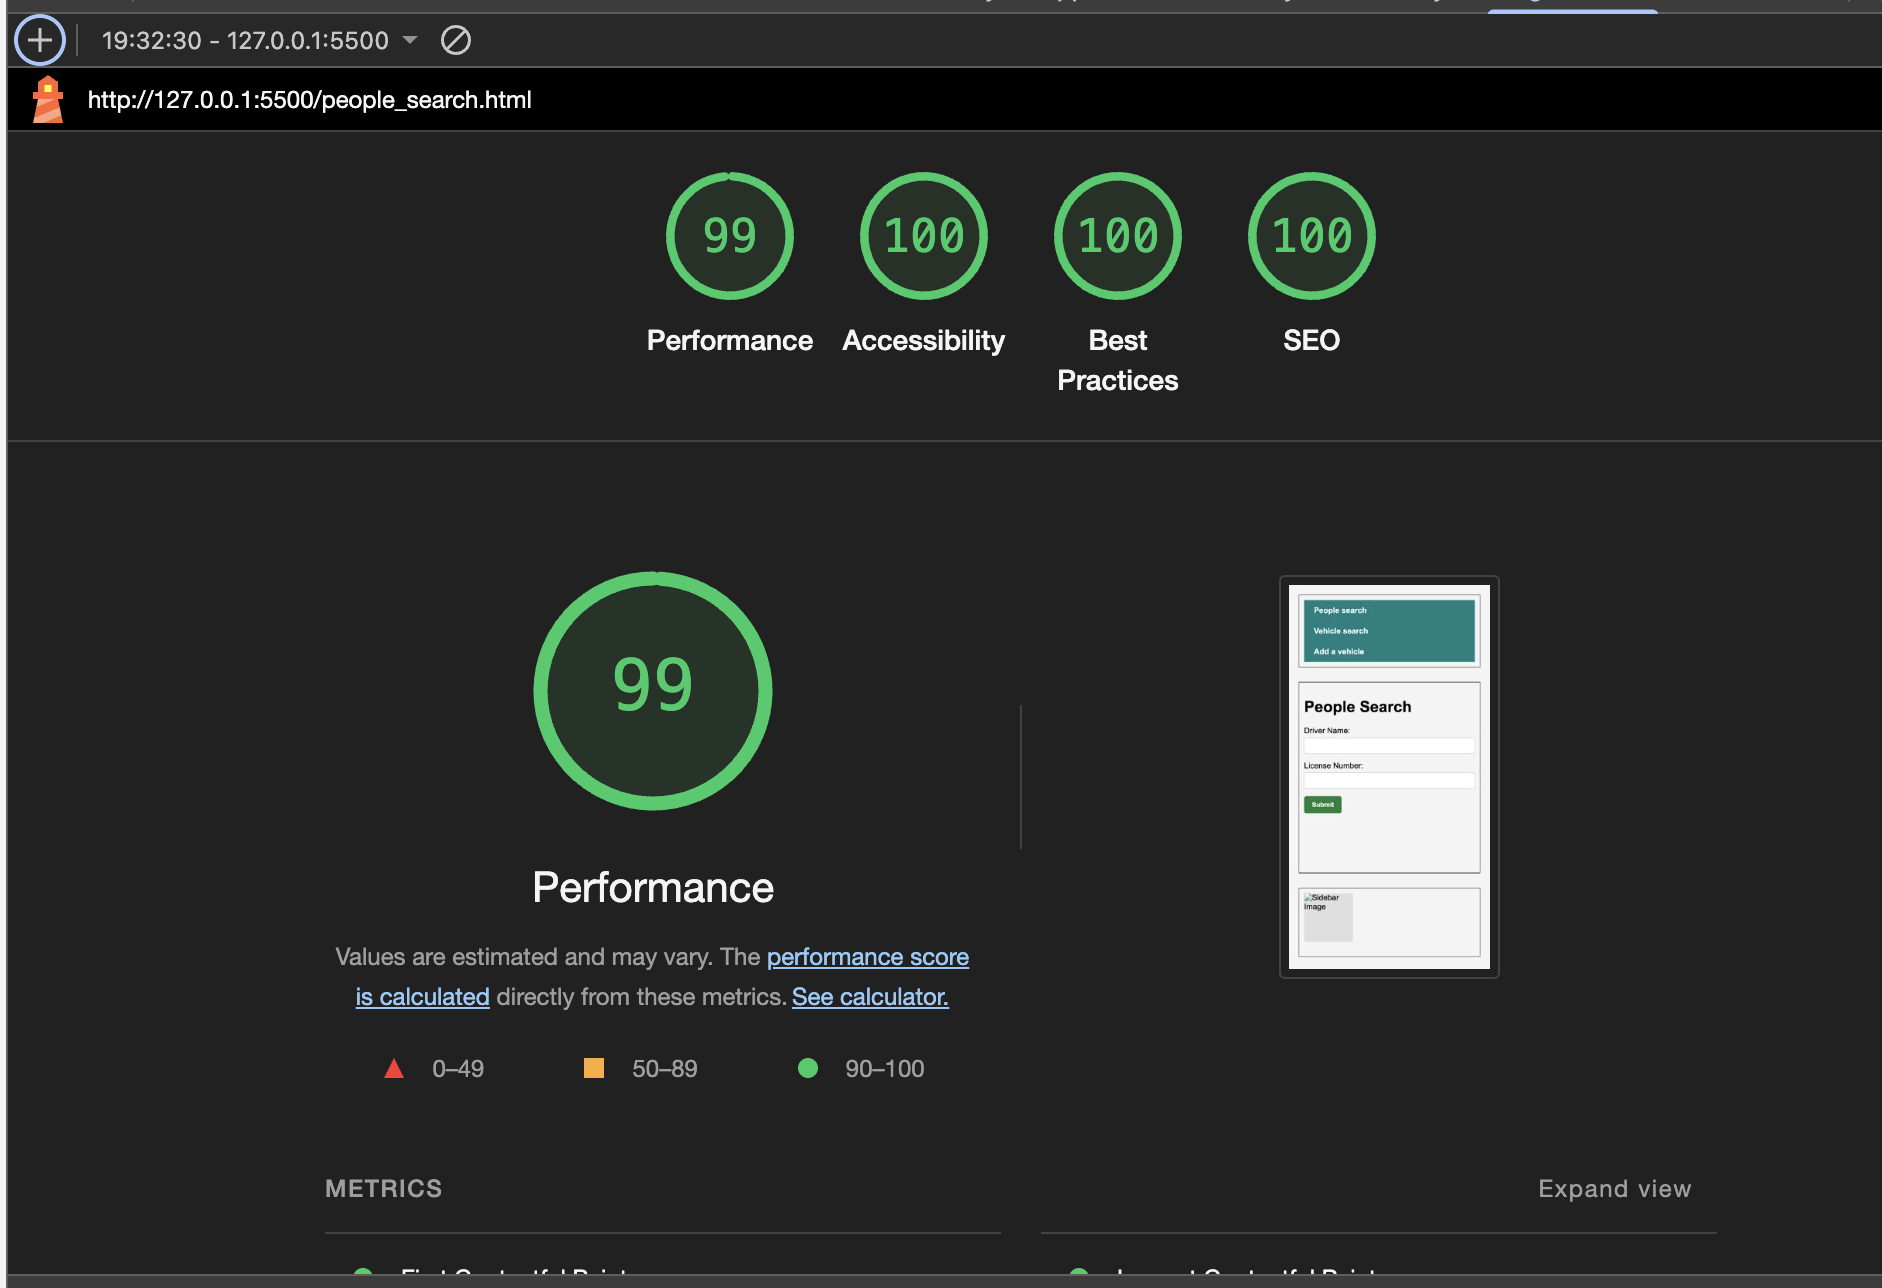 19:32:30 - 127.0.0.1:5500
http://127.0.0.1:5500/people_search.html
99
100
100
100
Performance
Accessibility
Best
Practices
SEO
99
Performance
Values are estimated and may vary. The performance score
is calculated directly from these metrics. See calculator.
0–49
50–89
90–100
People search
Vehicle search
Add a vehicle
People Search
Driver Name:
License Number:
Submit
Sidebar
Image
METRICS
Expand view